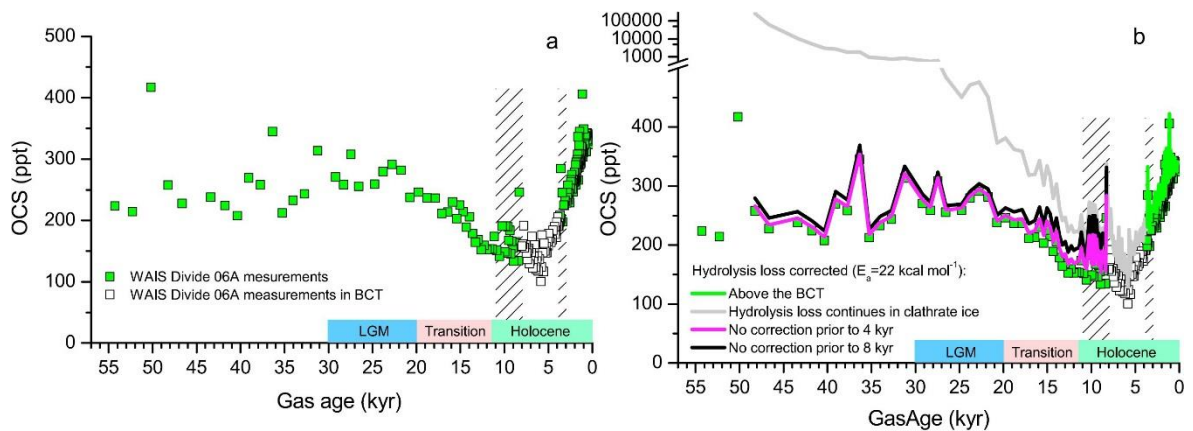 a
500
400
300
200
100
0
OCS (ppt)
WAIS Divide 06A mesurements
WAIS Divide 06A measurements in BCT
LGM
Transition
Holocene
55 50 45 40 35 30 25 20 15 10 5 0
Gas age (kyr)
b
100000
10000
1000
400
300
200
100
0
OCS (ppt)
Hydrolysis loss corrected (Ea=22 kcal mol-1):
Above the BCT
Hydrolysis loss continues in clathrate ice
No correction prior to 4 kyr
No correction prior to 8 kyr
LGM
Transition
Holocene
55 50 45 40 35 30 25 20 15 10 5 0
GasAge (kyr)